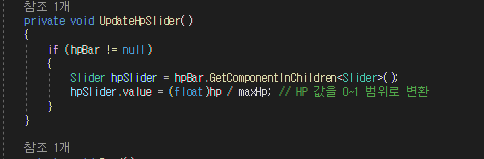 참조 1개
private void UpdateHpSlider()
{
if (hpBar != null)
{
Slider hpSlider = hpBar.GetComponentInChildren<Slider>();
hpSlider.value = (float)hp / maxHp; // HP 값을 0~1 범위로 변환
}
}
참조 1개